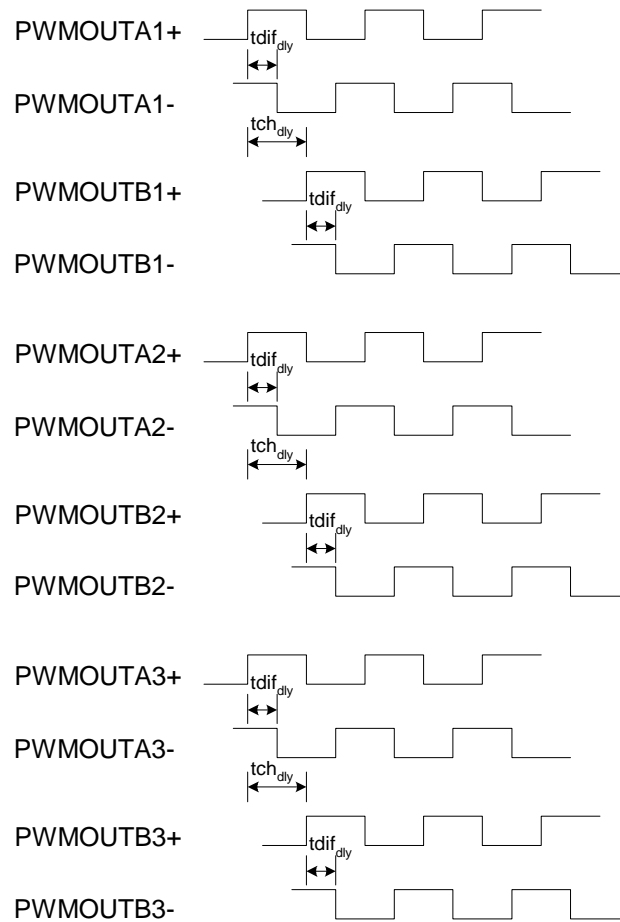 PWMOUTA1+
tdif dly
PWMOUTA1-
tch dly
PWMOUTB1+
tdif dly
PWMOUTB1-
PWMOUTA2+
tdif dly
PWMOUTA2-
tch dly
PWMOUTB2+
tdif dly
PWMOUTB2-
PWMOUTA3+
tdif dly
PWMOUTA3-
tch dly
PWMOUTB3+
tdif dly
PWMOUTB3-